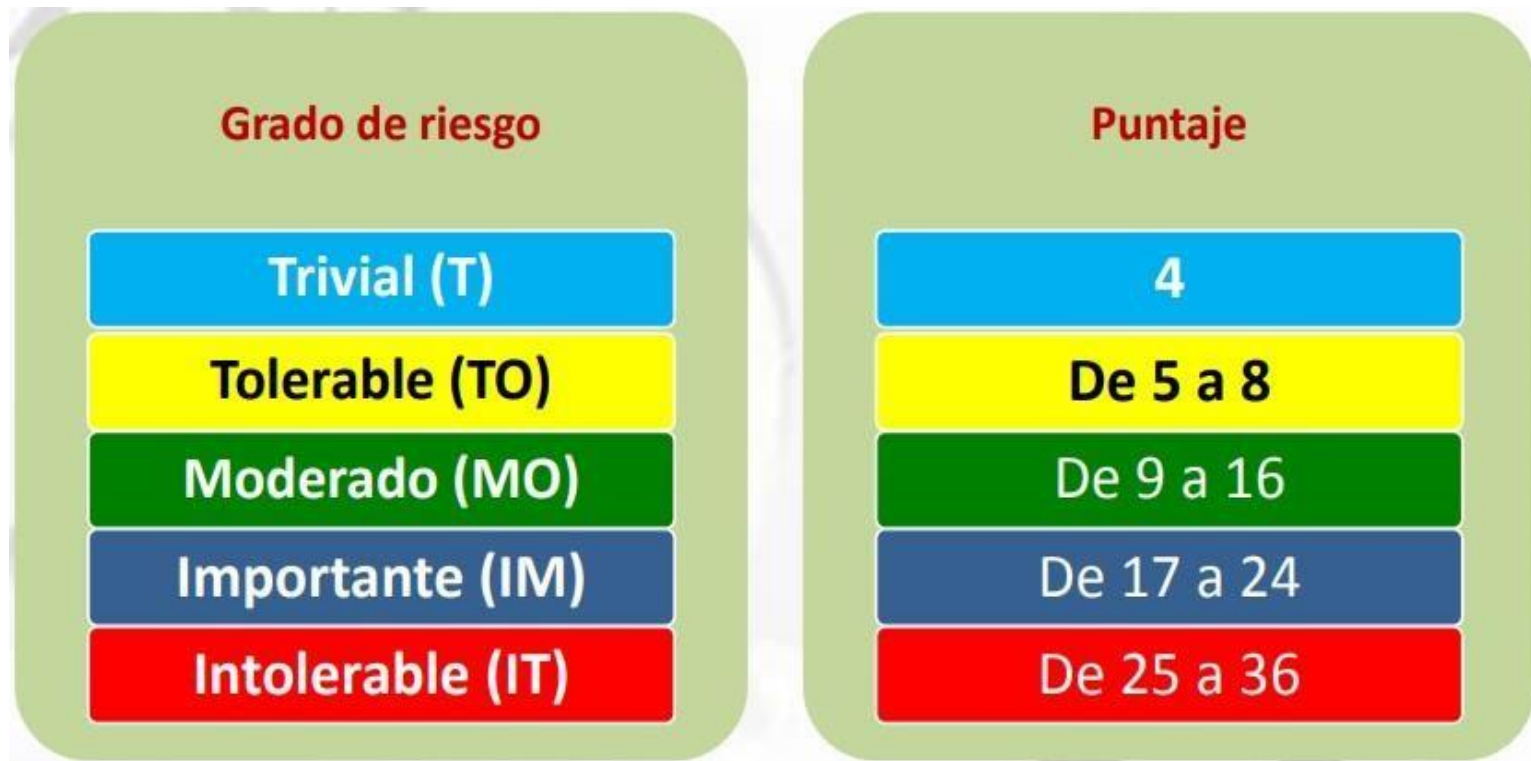 Grado de riesgo
Trivial (T)
Tolerable (TO)
Moderado (MO)
Importante (IM)
Intolerable (IT)
Puntaje
4
De 5 a 8
De 9 a 16
De 17 a 24
De 25 a 36